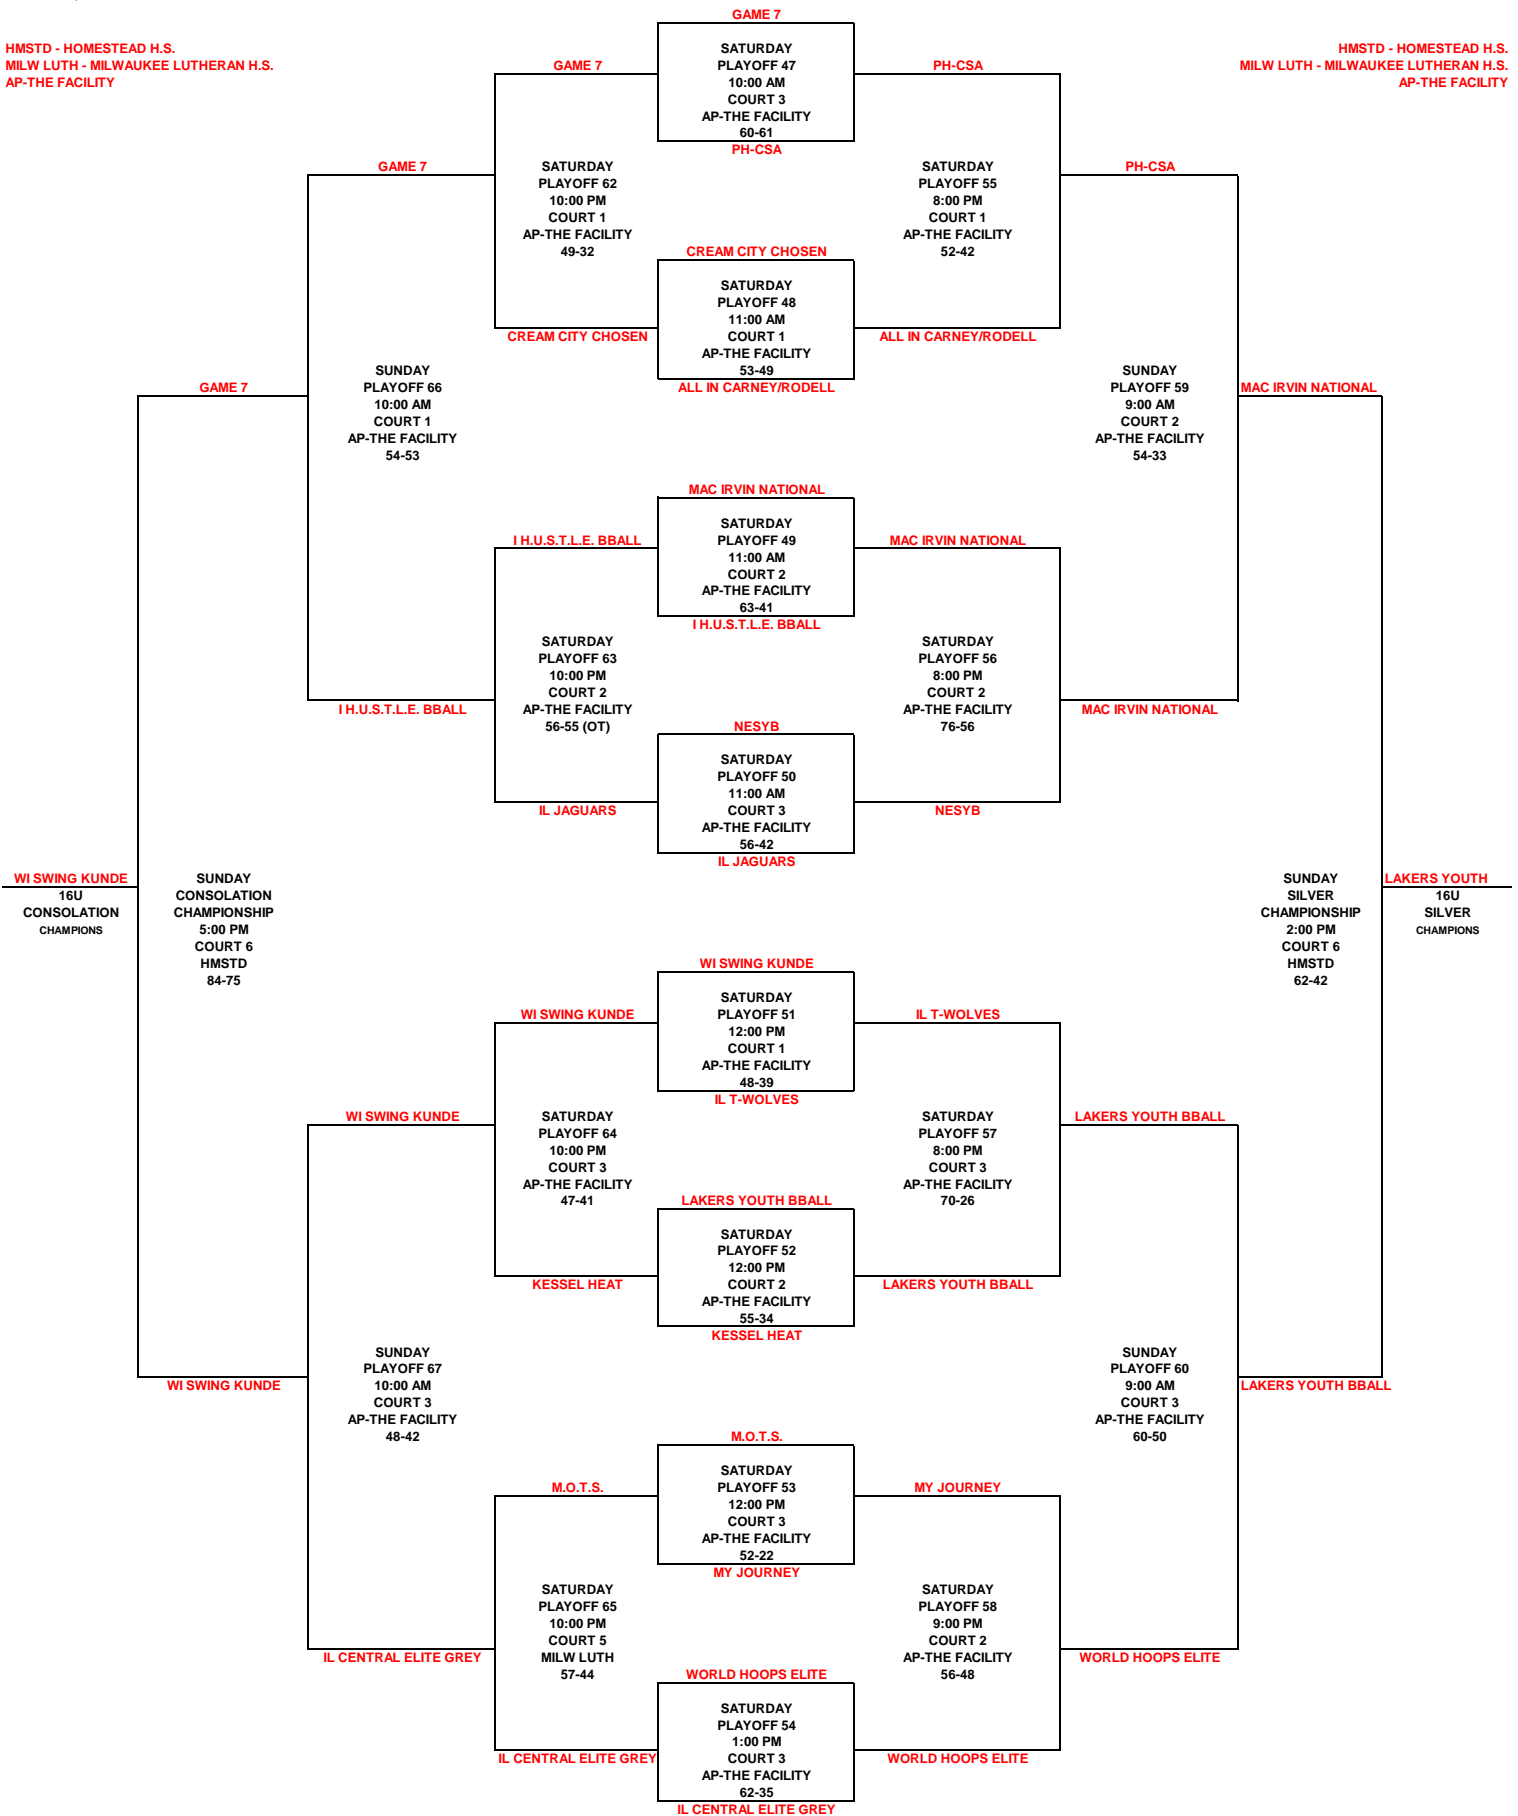 GAME 7
HMSTD - HOMESTEAD H.S.
MILW LUTH - MILWAUKEE LUTHERAN H.S.
AP-THE FACILITY
HMSTD - HOMESTEAD H.S.
MILW LUTH - MILWAUKEE LUTHERAN H.S.
AP-THE FACILITY
SATURDAY
PLAYOFF 47
10:00 AM
COURT 3
AP-THE FACILITY
60-61
PH-CSA
GAME 7
PH-CSA
GAME 7
SATURDAY
PLAYOFF 62
10:00 PM
COURT 1
AP-THE FACILITY
49-32
SATURDAY
PLAYOFF 55
8:00 PM
COURT 1
AP-THE FACILITY
52-42
PH-CSA
CREAM CITY CHOSEN
SATURDAY
PLAYOFF 48
11:00 AM
COURT 1
AP-THE FACILITY
53-49
ALL IN CARNEY/RODELL
CREAM CITY CHOSEN
ALL IN CARNEY/RODELL
GAME 7
SUNDAY
PLAYOFF 66
10:00 AM
COURT 1
AP-THE FACILITY
54-53
SUNDAY
PLAYOFF 59
9:00 AM
COURT 2
AP-THE FACILITY
54-33
MAC IRVIN NATIONAL
MAC IRVIN NATIONAL
I H.U.S.T.L.E. BBALL
SATURDAY
PLAYOFF 49
11:00 AM
COURT 2
AP-THE FACILITY
63-41
I H.U.S.T.L.E. BBALL
MAC IRVIN NATIONAL
SATURDAY
PLAYOFF 63
10:00 PM
COURT 2
AP-THE FACILITY
56-55 (OT)
SATURDAY
PLAYOFF 56
8:00 PM
COURT 2
AP-THE FACILITY
76-56
I H.U.S.T.L.E. BBALL
MAC IRVIN NATIONAL
NESYB
SATURDAY
PLAYOFF 50
11:00 AM
COURT 3
AP-THE FACILITY
56-42
IL JAGUARS
IL JAGUARS
NESYB
WI SWING KUNDE
16U
CONSOLATION
CHAMPIONS
SUNDAY
CONSOLATION
CHAMPIONSHIP
5:00 PM
COURT 6
HMSTD
84-75
SUNDAY
SILVER
CHAMPIONSHIP
2:00 PM
COURT 6
HMSTD
62-42
LAKERS YOUTH
16U
SILVER
CHAMPIONS
WI SWING KUNDE
WI SWING KUNDE
SATURDAY
PLAYOFF 51
12:00 PM
COURT 1
AP-THE FACILITY
48-39
IL T-WOLVES
IL T-WOLVES
WI SWING KUNDE
SATURDAY
PLAYOFF 64
10:00 PM
COURT 3
AP-THE FACILITY
47-41
SATURDAY
PLAYOFF 57
8:00 PM
COURT 3
AP-THE FACILITY
70-26
LAKERS YOUTH BBALL
LAKERS YOUTH BBALL
SATURDAY
PLAYOFF 52
12:00 PM
COURT 2
AP-THE FACILITY
55-34
KESSEL HEAT
KESSEL HEAT
LAKERS YOUTH BBALL
WI SWING KUNDE
SUNDAY
PLAYOFF 67
10:00 AM
COURT 3
AP-THE FACILITY
48-42
SUNDAY
PLAYOFF 60
9:00 AM
COURT 3
AP-THE FACILITY
60-50
LAKERS YOUTH BBALL
M.O.T.S.
M.O.T.S.
SATURDAY
PLAYOFF 53
12:00 PM
COURT 3
AP-THE FACILITY
52-22
MY JOURNEY
MY JOURNEY
SATURDAY
PLAYOFF 65
10:00 PM
COURT 5
MILW LUTH
57-44
SATURDAY
PLAYOFF 58
9:00 PM
COURT 2
AP-THE FACILITY
56-48
IL CENTRAL ELITE GREY
WORLD HOOPS ELITE
WORLD HOOPS ELITE
SATURDAY
PLAYOFF 54
1:00 PM
COURT 3
AP-THE FACILITY
62-35
IL CENTRAL ELITE GREY
IL CENTRAL ELITE GREY
WORLD HOOPS ELITE